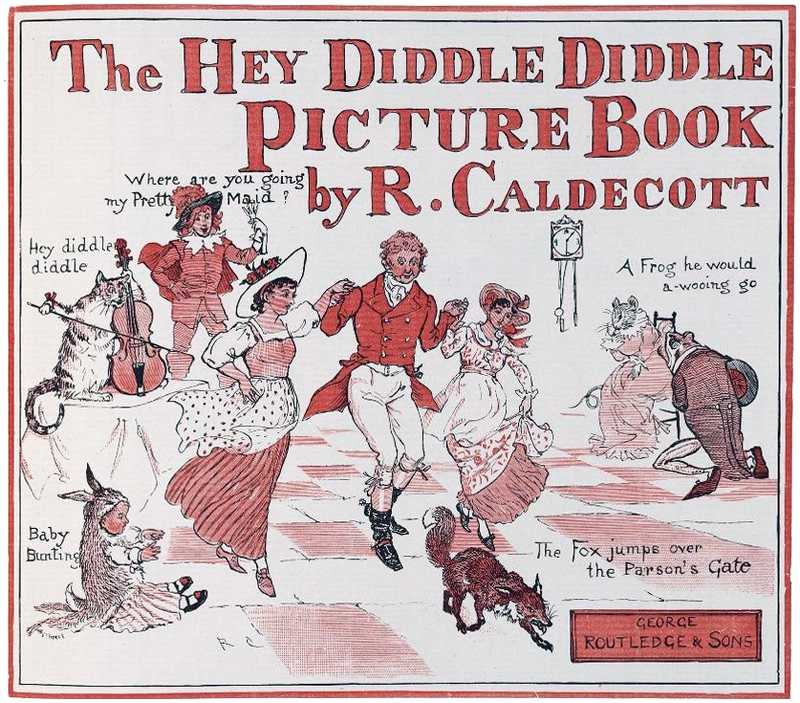 The HEY DIDDLE DIDDLE
PICTURE BOOK
by R. CALDECOTT
Where are you going
my Pretty Maid ?
Hey diddle
diddle
A Frog he would
a-wooing go
Baby
Bunting
The Fox jumps over
the Parson's Gate
R C
GEORGE
ROUTLEDGE & SONS